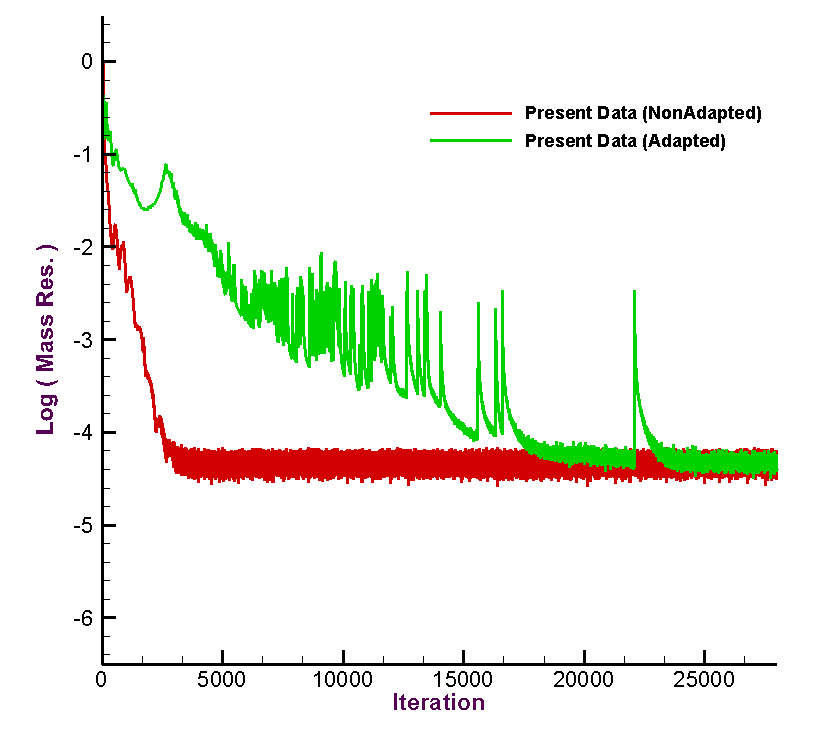 0
-1
-2
-3
-4
-5
-6
Log ( Mass Res. )
Present Data (NonAdapted)
Present Data (Adapted)
0 5000 10000 15000 20000 25000
Iteration